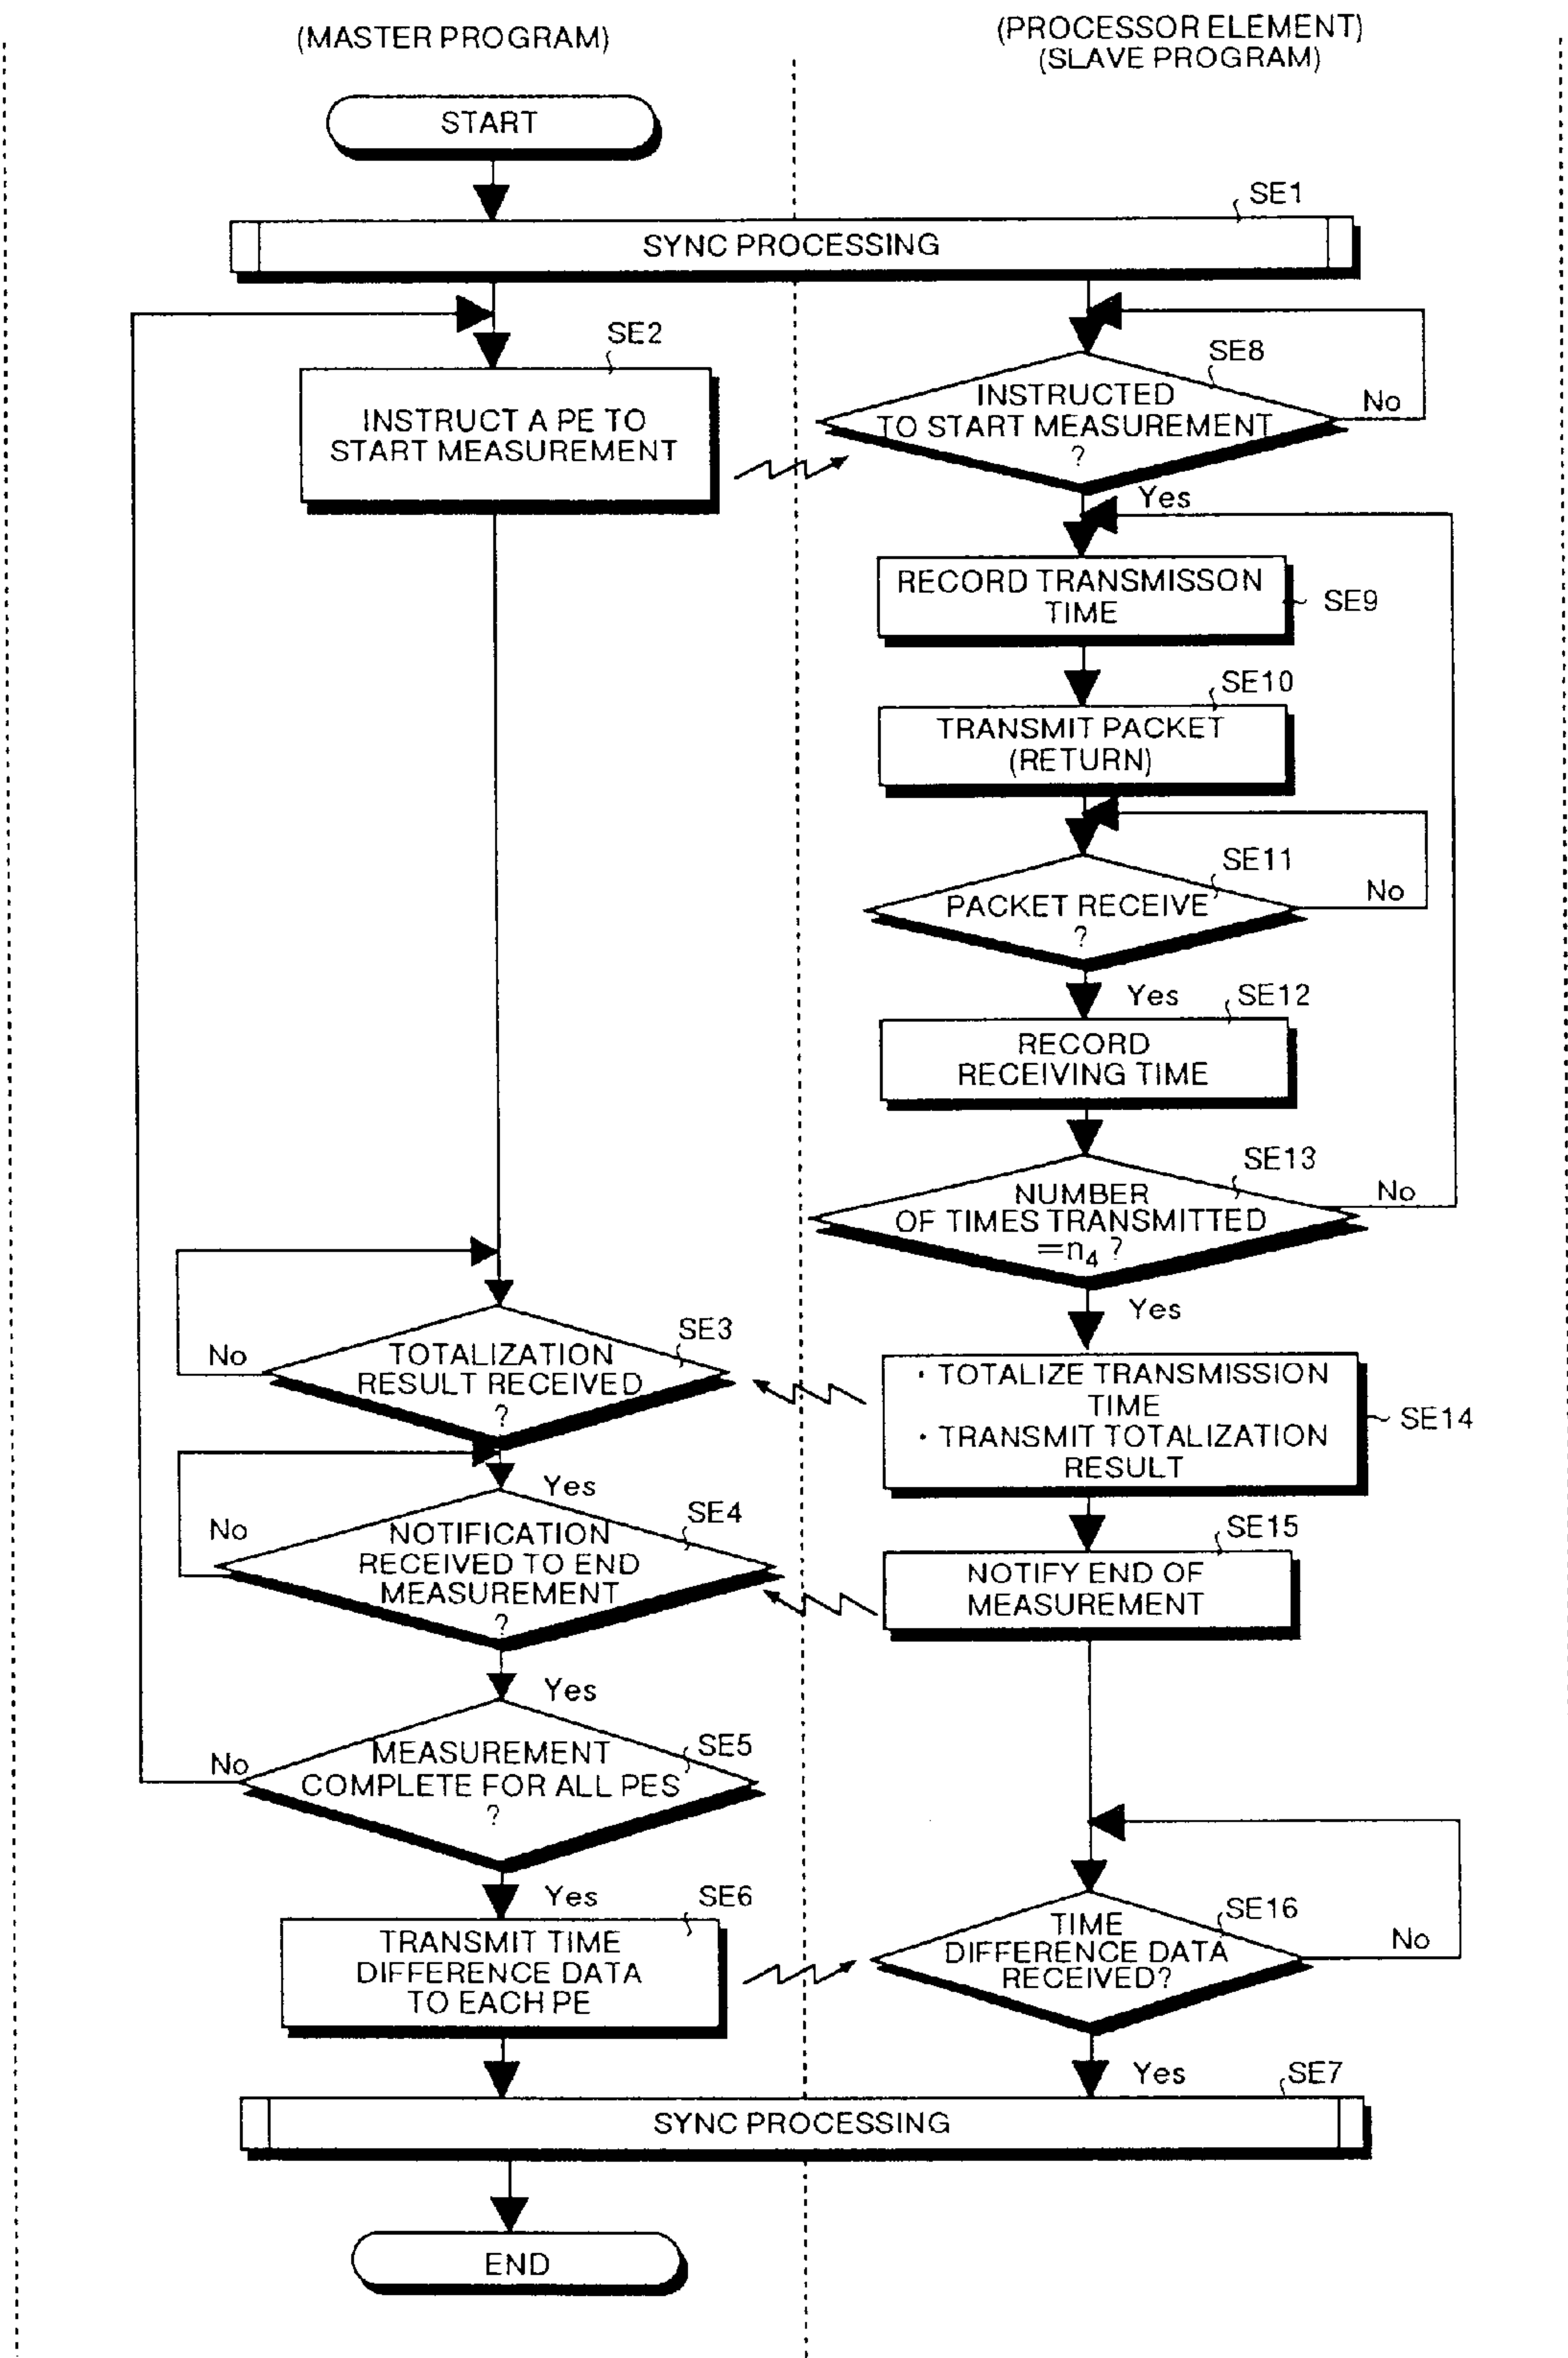 (MASTER PROGRAM)
(PROCESSOR ELEMENT)
(SLAVE PROGRAM)
START
SE1
SYNC PROCESSING
SE2
INSTRUCT A PE TO
START MEASUREMENT
SE8
INSTRUCTED
TO START MEASUREMENT
?
No
Yes
RECORD TRANSMISSON
TIME
SE9
SE10
TRANSMIT PACKET
(RETURN)
SE11
PACKET RECEIVE
?
No
Yes
SE12
RECORD
RECEIVING TIME
SE13
NUMBER
OF TIMES TRANSMITTED
=n4 ?
No
Yes
SE3
TOTALIZATION
RESULT RECEIVED
?
No
Yes
· TOTALIZE TRANSMISSION
TIME
· TRANSMIT TOTALIZATION
RESULT
SE14
SE4
NOTIFICATION
RECEIVED TO END
MEASUREMENT
?
No
Yes
SE15
NOTIFY END OF
MEASUREMENT
SE5
MEASUREMENT
COMPLETE FOR ALL PES
?
No
Yes
SE6
TRANSMIT TIME
DIFFERENCE DATA
TO EACH PE
SE16
TIME
DIFFERENCE DATA
RECEIVED?
No
Yes
SE7
SYNC PROCESSING
END